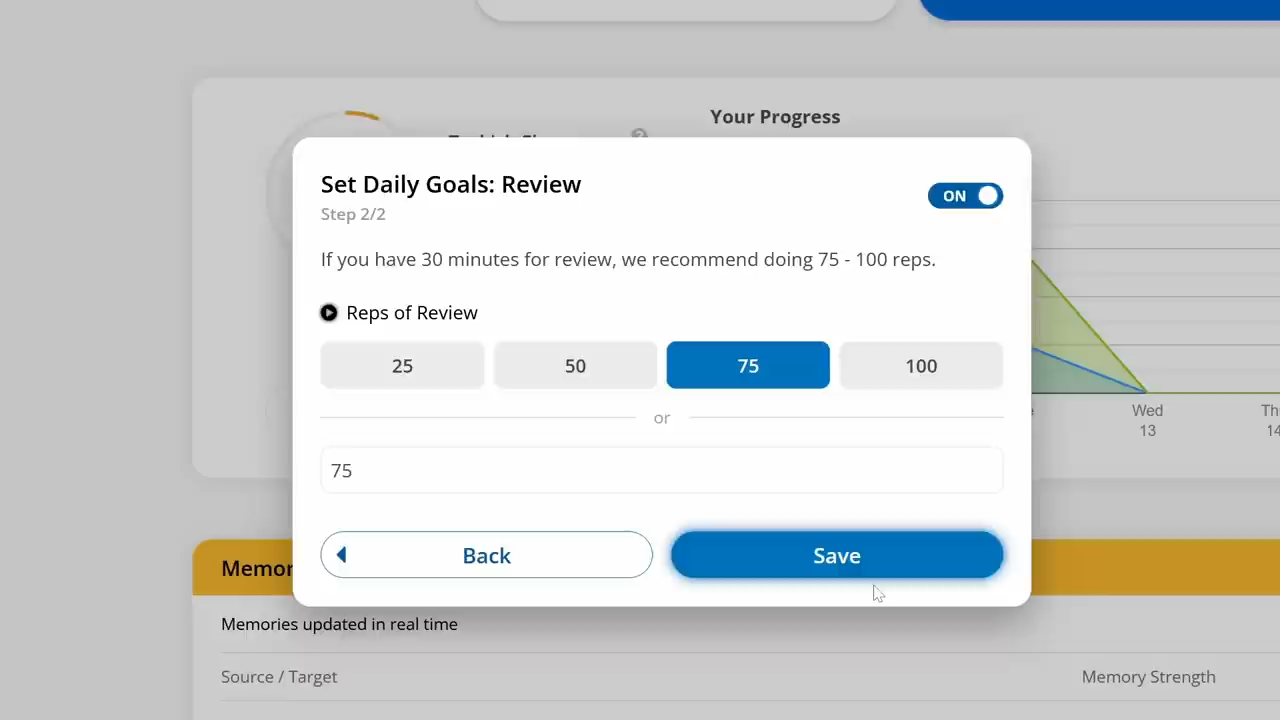 Your Progress
Set Daily Goals: Review
ON
Step 2/2
If you have 30 minutes for review, we recommend doing 75 - 100 reps.
Reps of Review
25
50
75
100
or
75
Wed
13
14
Back
Save
Memories updated in real time
Source / Target
Memory Strength